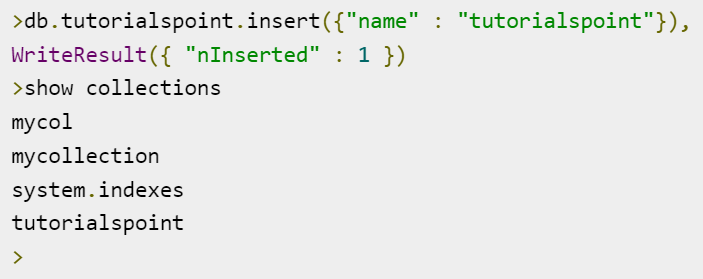 >db.tutorialspoint.insert({"name" : "tutorialspoint"}),
WriteResult({ "nInserted" : 1 })
>show collections
mycol
mycollection
system.indexes
tutorialspoint
>